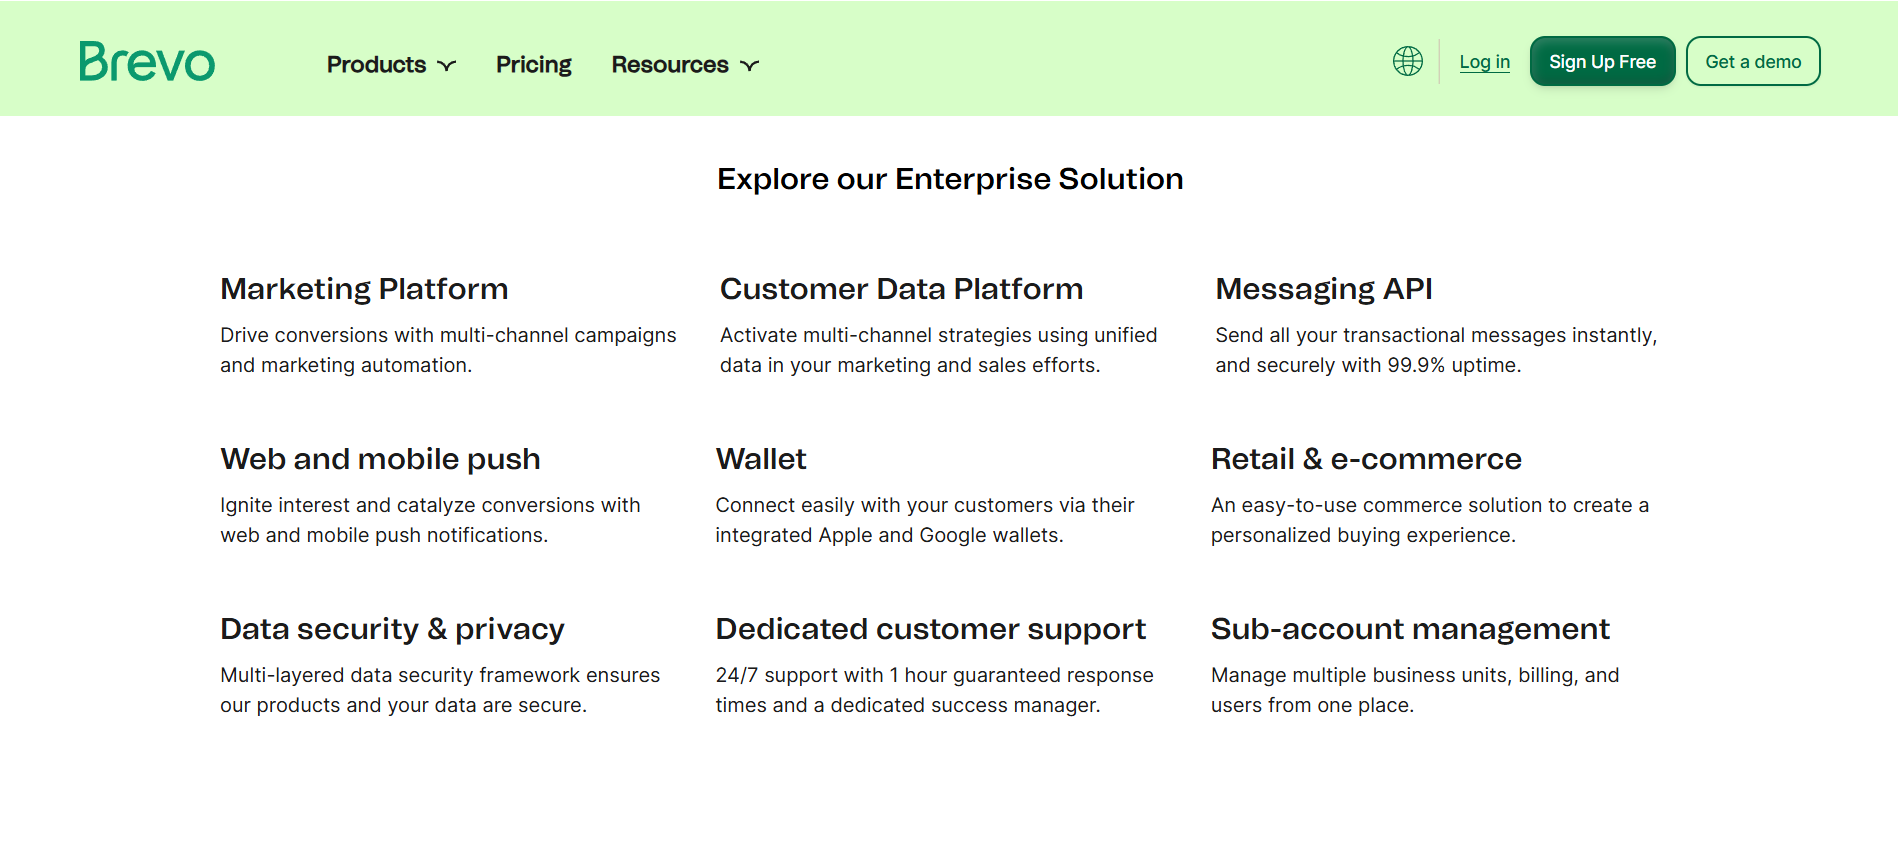 Brevo
Products
Pricing
Resources
Log in
Sign Up Free
Get a demo
Explore our Enterprise Solution
Marketing Platform
Drive conversions with multi-channel campaigns
and marketing automation.
Customer Data Platform
Activate multi-channel strategies using unified
data in your marketing and sales efforts.
Messaging API
Send all your transactional messages instantly,
and securely with 99.9% uptime.
Web and mobile push
Ignite interest and catalyze conversions with
web and mobile push notifications.
Wallet
Connect easily with your customers via their
integrated Apple and Google wallets.
Retail & e-commerce
An easy-to-use commerce solution to create a
personalized buying experience.
Data security & privacy
Multi-layered data security framework ensures
our products and your data are secure.
Dedicated customer support
24/7 support with 1 hour guaranteed response
times and a dedicated success manager.
Sub-account management
Manage multiple business units, billing, and
users from one place.